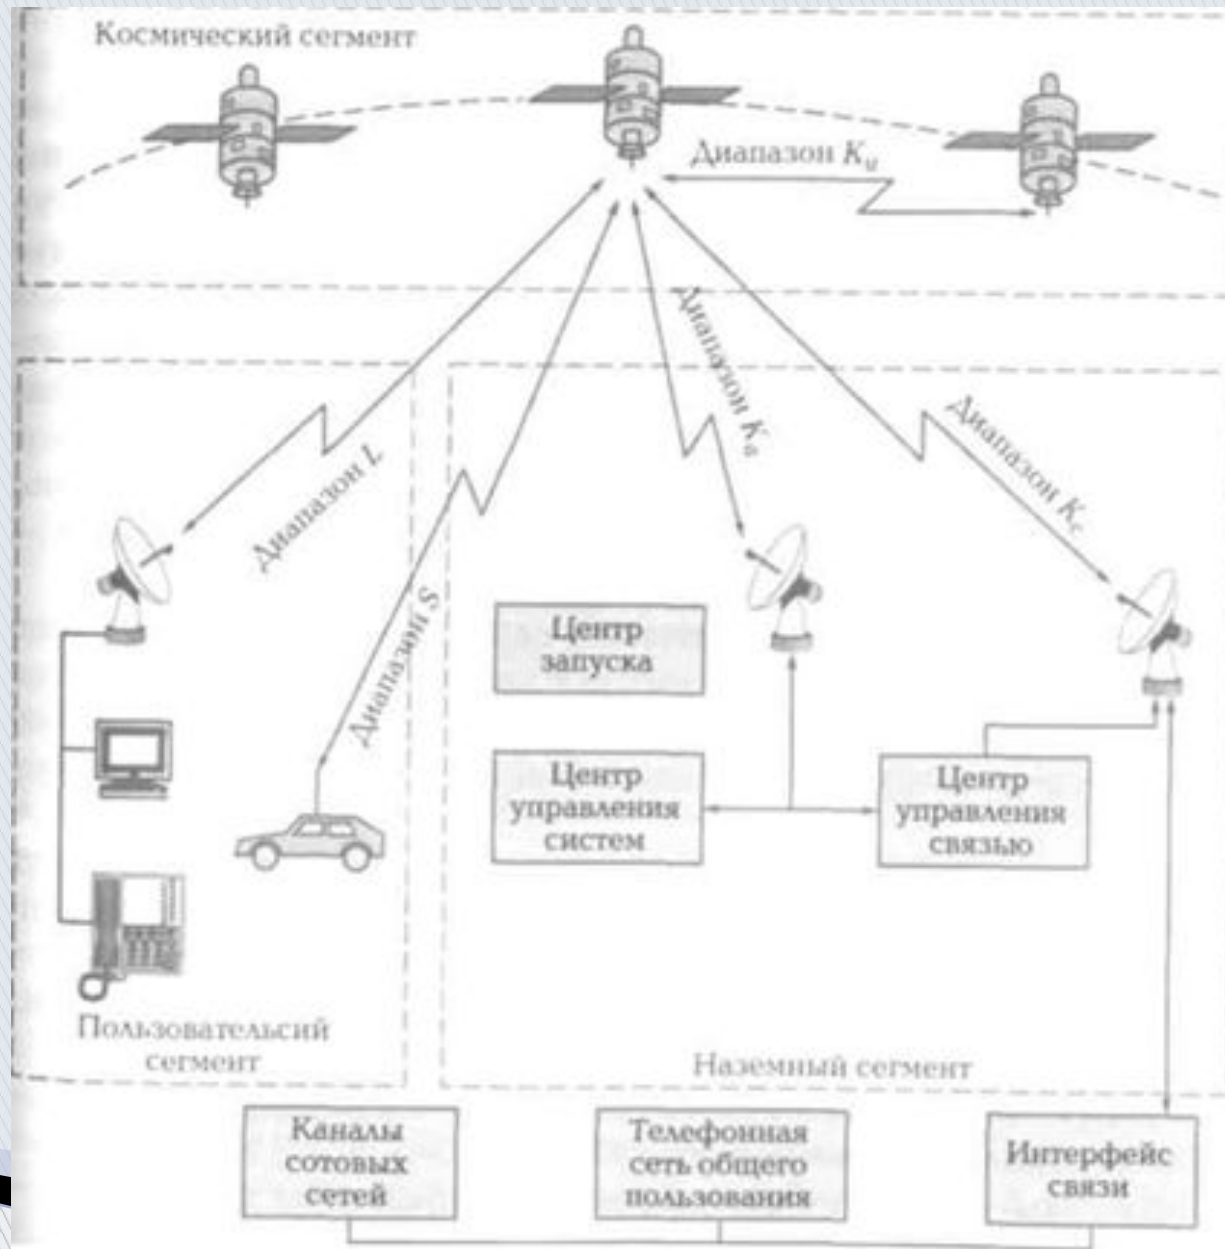 Космический сегмент
Диапазон Ku
Диапазон Ka
Диапазон Kc
Диапазон L
Диапазон S
Центр
запуска
Центр
управления
систем
Центр
управления
связью
Пользовательсий
сегмент
Наземный сегмент
Каналы
сотовых
сетей
Телефонная
сеть общего
пользования
Интерфейс
связи